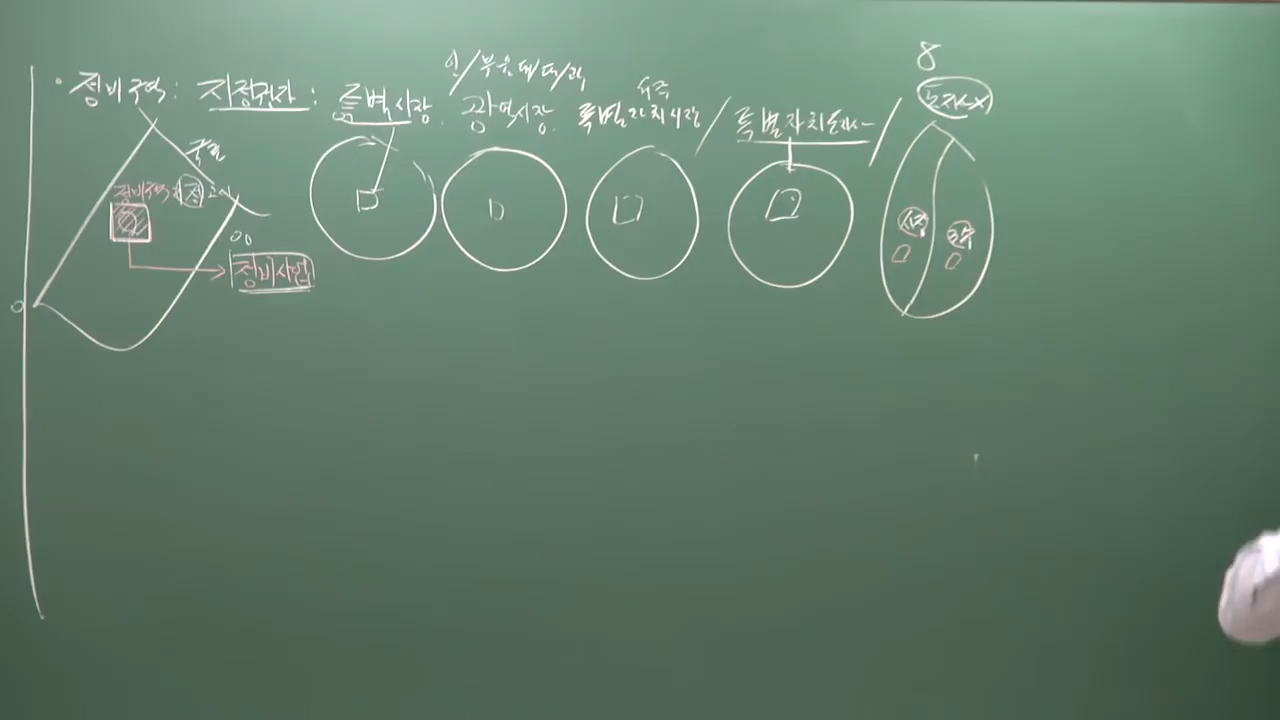 8
인/부울대대광
· 정비구역: 지정권자: 특별시장. 광역시장. 특별자치시장 / 특별자치도지사 / 도지사X
세종
국전
정비구역 지정고시
시장
군수
00
정비사업